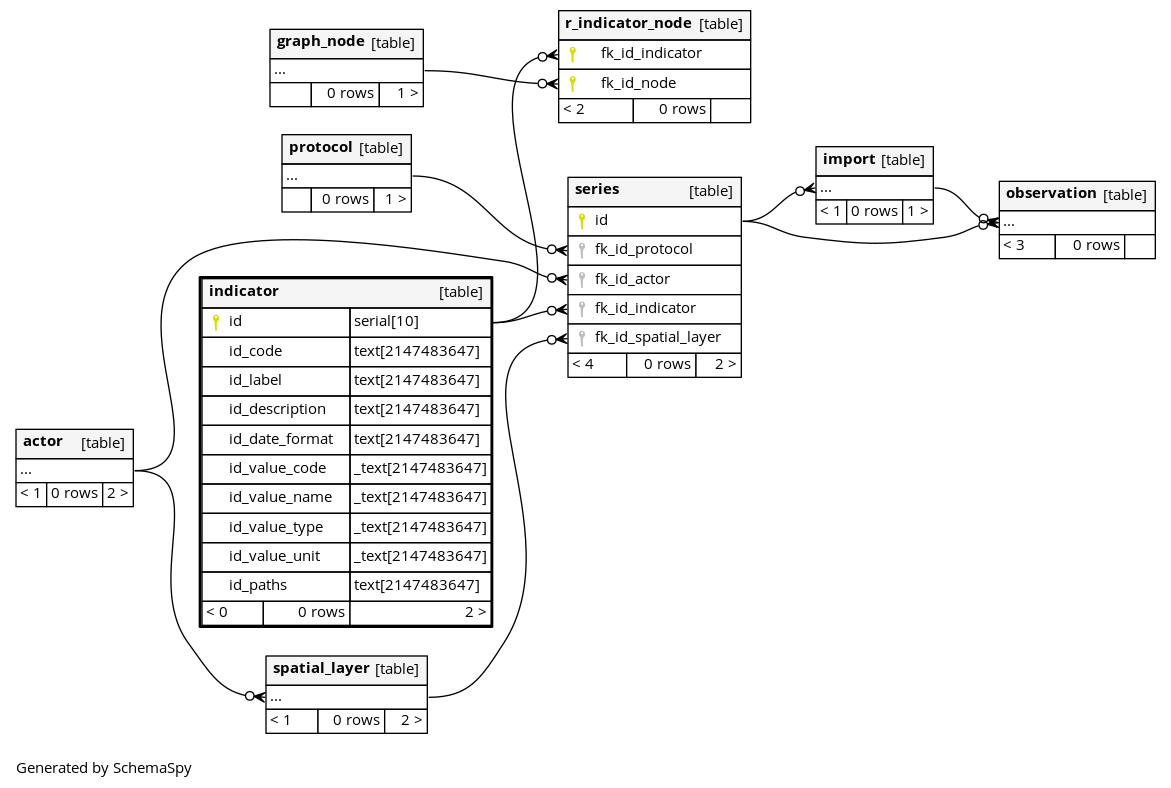 graph_node [table]
...
0 rows 1 >
r_indicator_node [table]
fk_id_indicator
fk_id_node
< 2 0 rows
protocol [table]
...
0 rows 1 >
series [table]
id
fk_id_protocol
fk_id_actor
fk_id_indicator
fk_id_spatial_layer
< 4 0 rows 2 >
import [table]
...
< 1 0 rows 1 >
observation [table]
...
< 3 0 rows
indicator [table]
id serial[10]
id_code text[2147483647]
id_label text[2147483647]
id_description text[2147483647]
id_date_format text[2147483647]
id_value_code _text[2147483647]
id_value_name _text[2147483647]
id_value_type _text[2147483647]
id_value_unit _text[2147483647]
id_paths text[2147483647]
< 0 0 rows 2 >
actor [table]
...
< 1 0 rows 2 >
spatial_layer [table]
...
< 1 0 rows 2 >
Generated by SchemaSpy